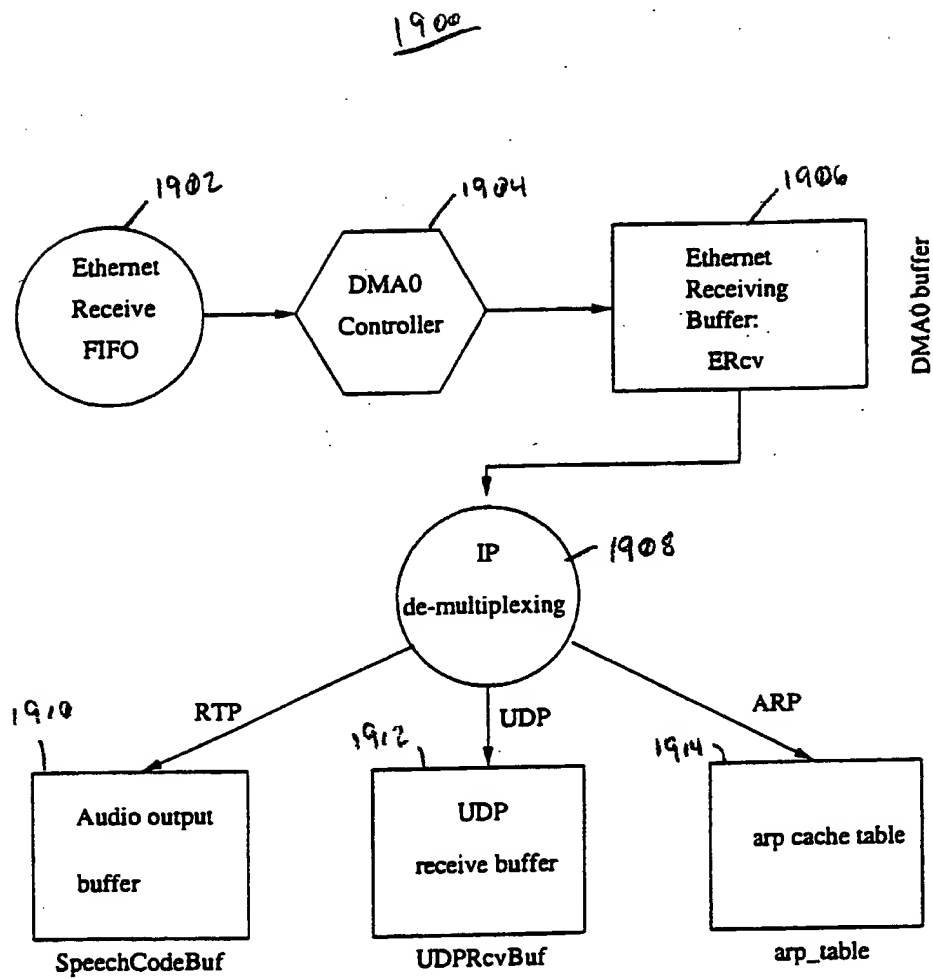 1900
1902
1904
1906
Ethernet
Receive
FIFO
DMA0
Controller
Ethernet
Receiving
Buffer:
ERcv
DMA0 buffer
IP
de-multiplexing
1908
RTP
UDP
ARP
1910
1912
1914
Audio output
buffer
UDP
receive buffer
arp cache table
SpeechCodeBuf
UDPRcvBuf
arp_table